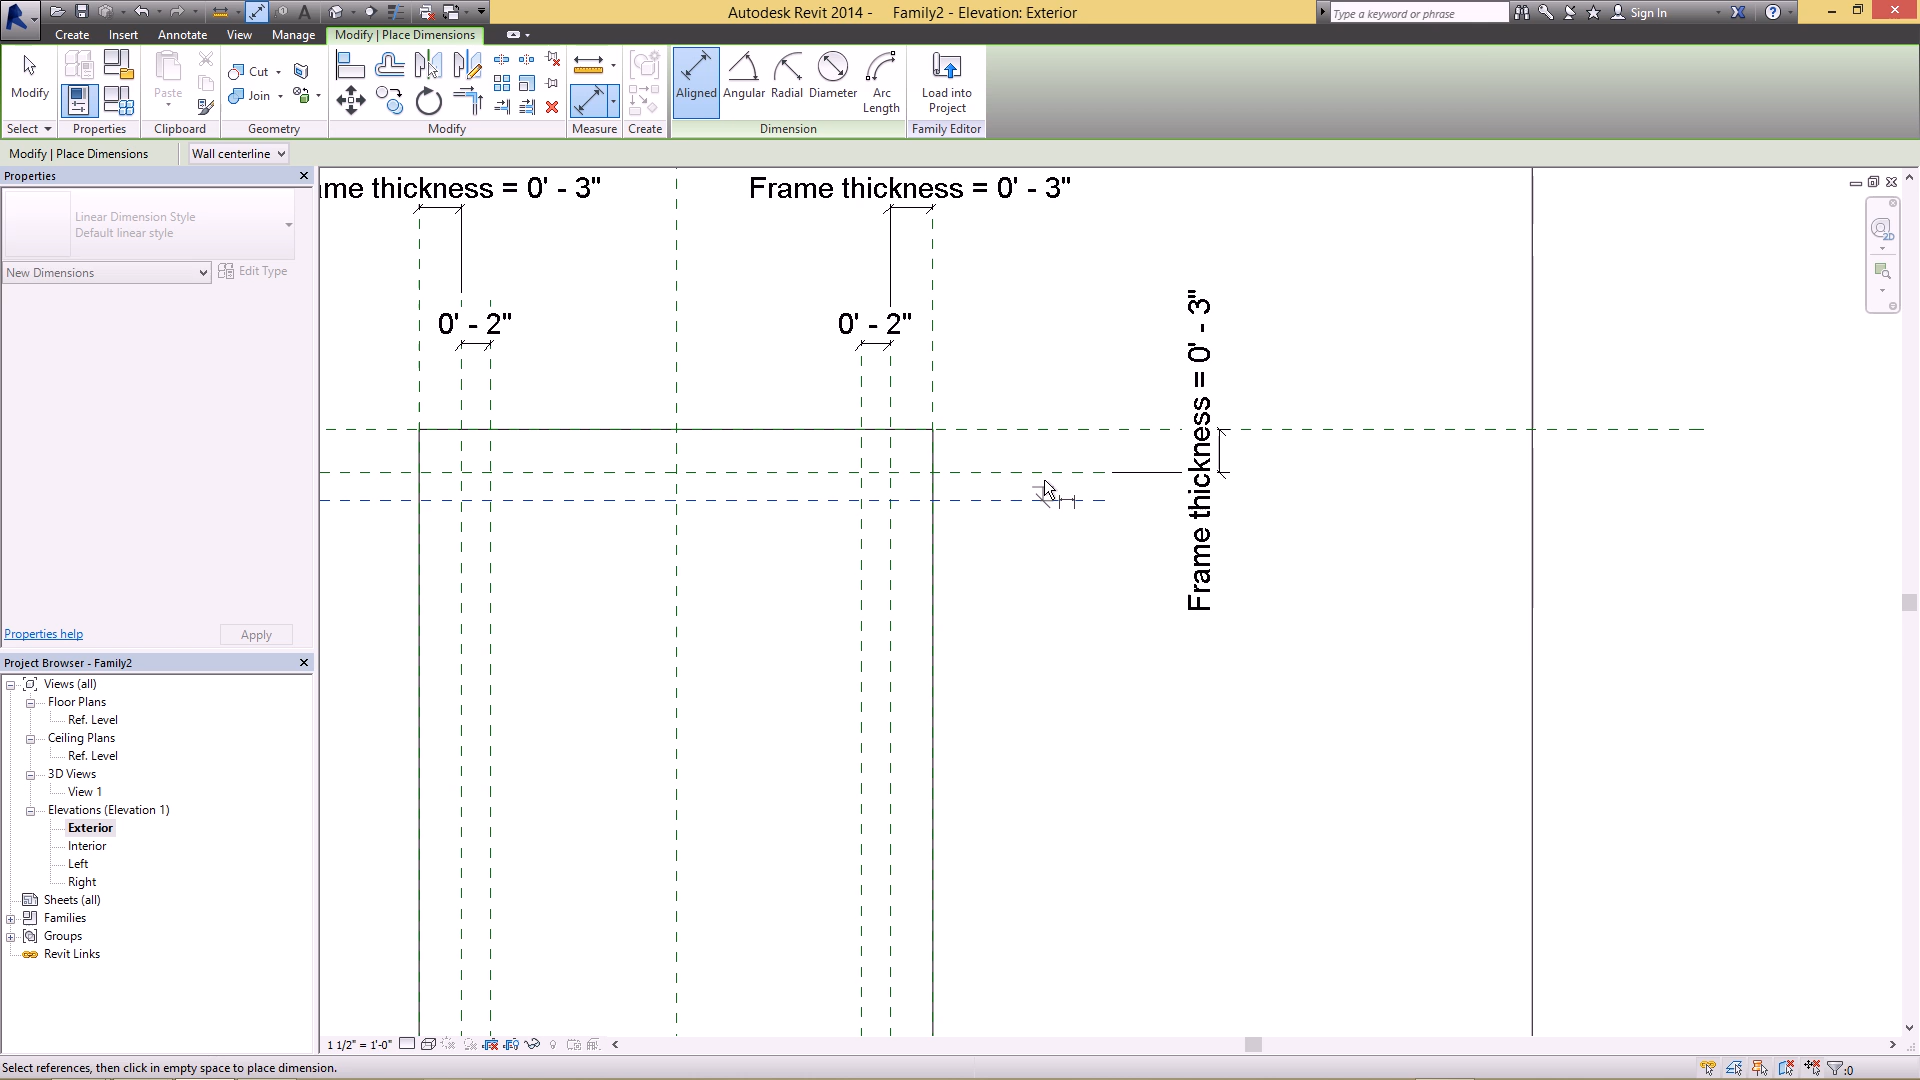 Autodesk Revit 2014 - Family2 - Elevation: Exterior
Type a keyword or phrase
Sign In
Create Insert Annotate View Manage Modify | Place Dimensions
Modify
Paste
Cut
Join
Aligned Angular Radial Diameter Arc Length
Load into Project
Select Properties Clipboard Geometry Modify Measure Create Dimension Family Editor
Modify | Place Dimensions Wall centerline
Properties
Linear Dimension Style
Default linear style
New Dimensions
Edit Type
Properties help
Apply
Project Browser - Family2
Views (all)
Floor Plans
Ref. Level
Ceiling Plans
Ref. Level
3D Views
View 1
Elevations (Elevation 1)
Exterior
Interior
Left
Right
Sheets (all)
Families
Groups
Revit Links
me thickness = 0' - 3"
Frame thickness = 0' - 3"
0' - 2"
0' - 2"
Frame thickness = 0' - 3"
2D
1 1/2" = 1'-0"
Select references, then click in empty space to place dimension.
:0